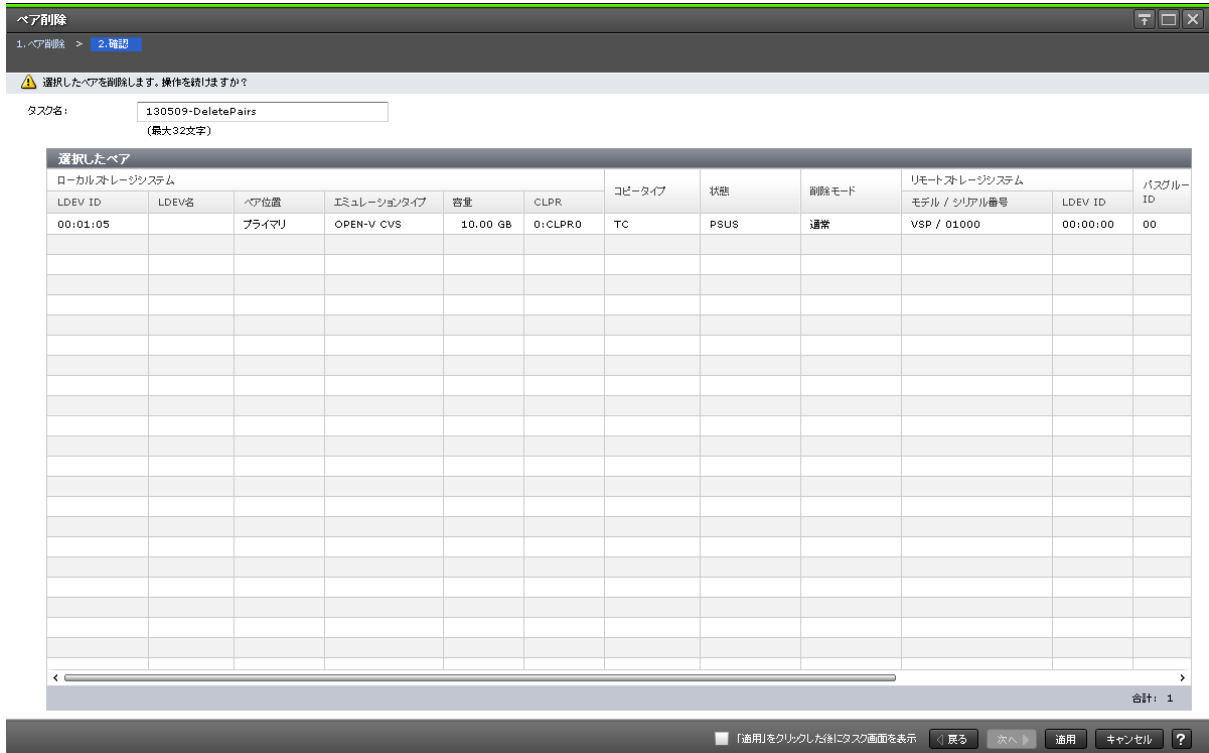 ペア削除
1.ペア削除 > 2.確認
選択したペアを削除します。操作を続けますか?
タスク名: 130509-DeletePairs
(最大32文字)
選択したペア
ローカルストレージシステム コピータイプ 状態 削除モード リモートストレージシステム パスグルー
LDEV ID LDEV名 ペア位置 エミュレーションタイプ 容量 CLPR モデル / シリアル番号 LDEV ID ID
00:01:05 プライマリ OPEN-V CVS 10.00 GB 0:CLPR0 TC PSUS 通常 VSP / 01000 00:00:00 00
合計: 1
「適用」をクリックした後にタスク画面を表示 戻る 次へ 適用 キャンセル ?